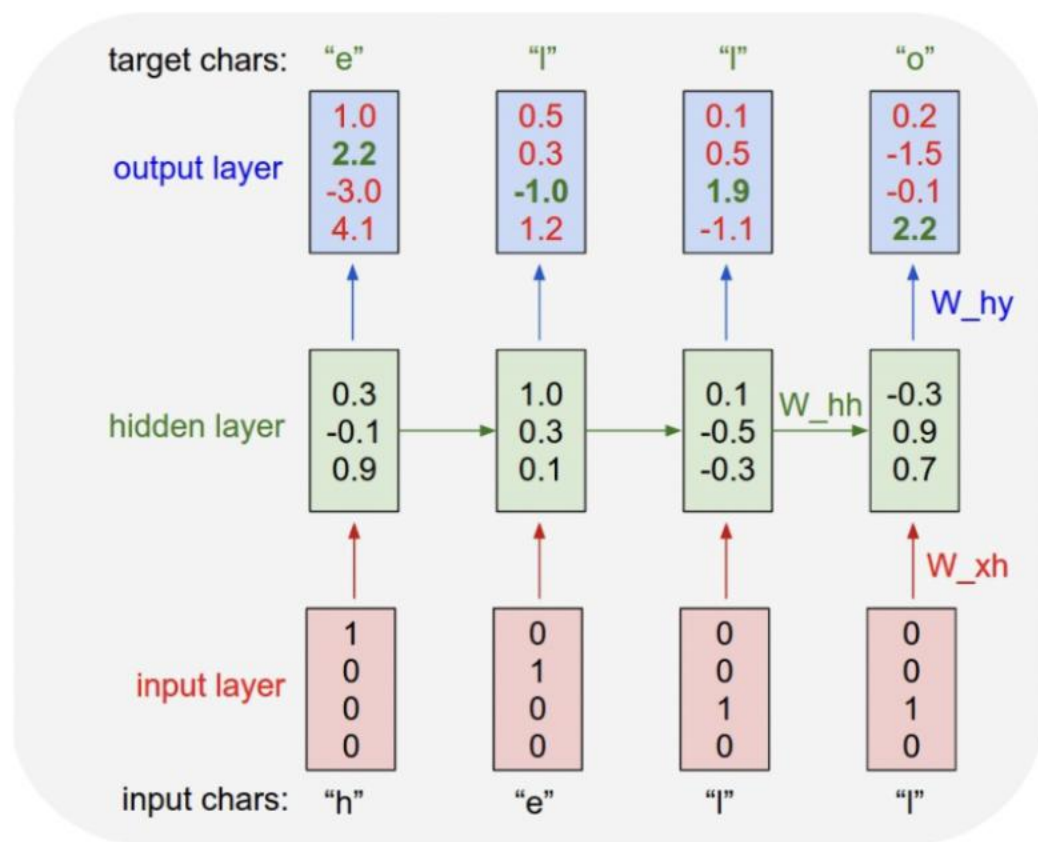 target chars: “e” “l” “l” “o”
output layer
1.0 0.5 0.1 0.2
2.2 0.3 0.5 -1.5
-3.0 -1.0 1.9 -0.1
4.1 1.2 -1.1 2.2
W_hy
hidden layer
0.3 1.0 0.1 -0.3
-0.1 0.3 -0.5 0.9
0.9 0.1 -0.3 0.7
W_hh
W_xh
input layer
1 0 0 0
0 1 0 0
0 0 1 1
0 0 0 0
input chars: “h” “e” “l” “l”